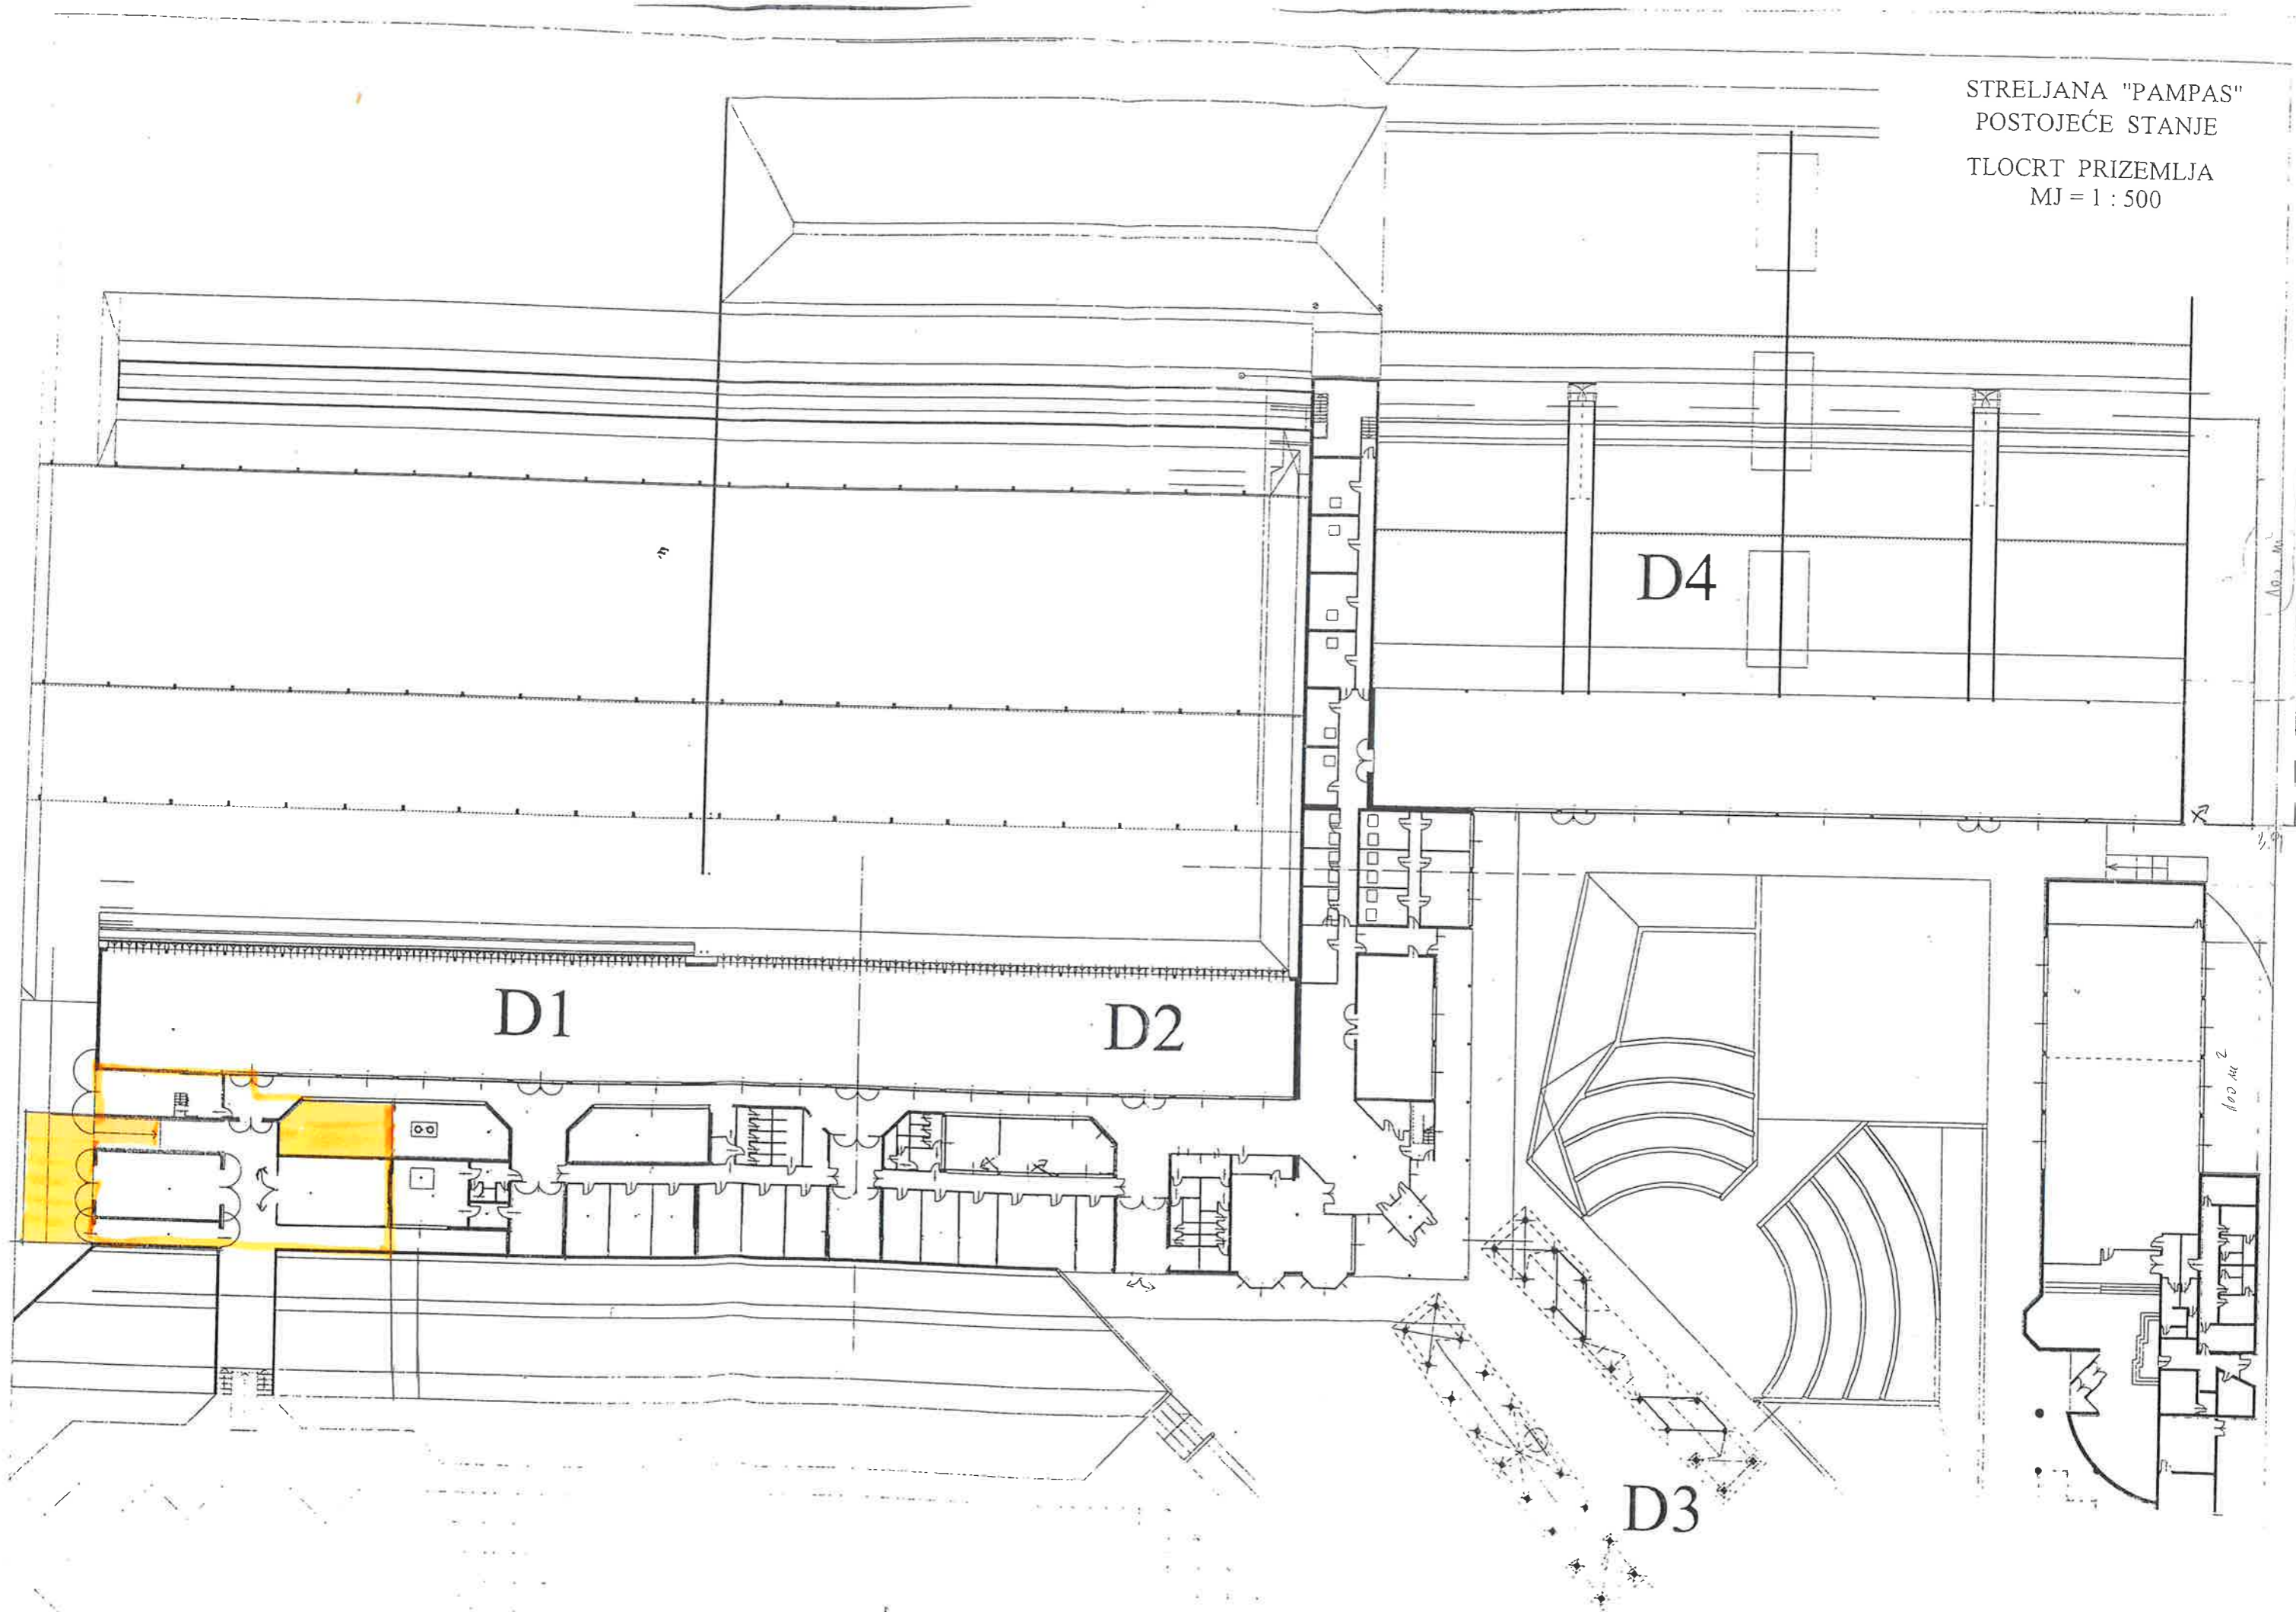 STRELJANA "PAMPAS"
POSTOJEĆE STANJE
TLOCRT PRIZEMLJA
MJ = 1 : 500
D4
D1
D2
D3